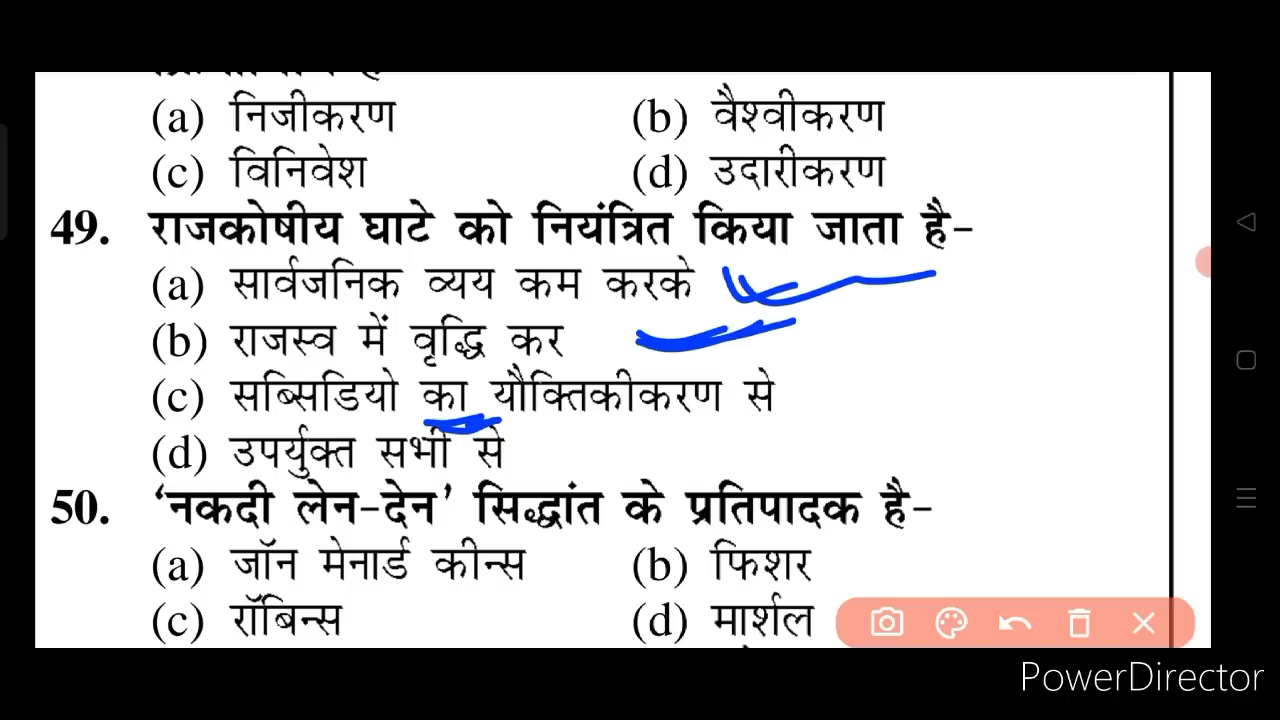 (a) निजीकरण (b) वैश्वीकरण
(c) विनिवेश (d) उदारीकरण
49. राजकोषीय घाटे को नियंत्रित किया जाता है-
(a) सार्वजनिक व्यय कम करके
(b) राजस्व में वृद्धि कर
(c) सब्सिडियो का यौक्तिकीकरण से
(d) उपर्युक्त सभी से
50. ‘नकदी लेन-देन’ सिद्धांत के प्रतिपादक है-
(a) जॉन मेनार्ड कीन्स (b) फिशर
(c) रॉबिन्स (d) मार्शल
PowerDirector